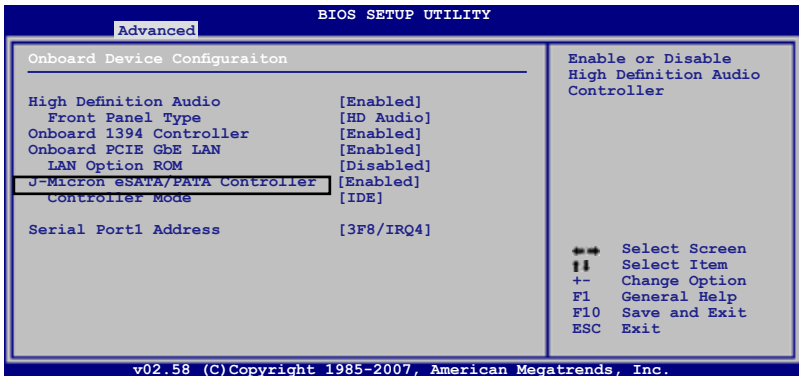 BIOS SETUP UTILITY
Advanced
Onboard Device Configuraiton
High Definition Audio [Enabled]
Front Panel Type [HD Audio]
Onboard 1394 Controller [Enabled]
Onboard PCIE GbE LAN [Enabled]
LAN Option ROM [Disabled]
J-Micron eSATA/PATA Controller [Enabled]
Controller Mode [IDE]
Serial Port1 Address [3F8/IRQ4]
Enable or Disable
High Definition Audio
Controller
←→ Select Screen
↑↓ Select Item
+- Change Option
F1 General Help
F10 Save and Exit
ESC Exit
v02.58 (C)Copyright 1985-2007, American Megatrends, Inc.